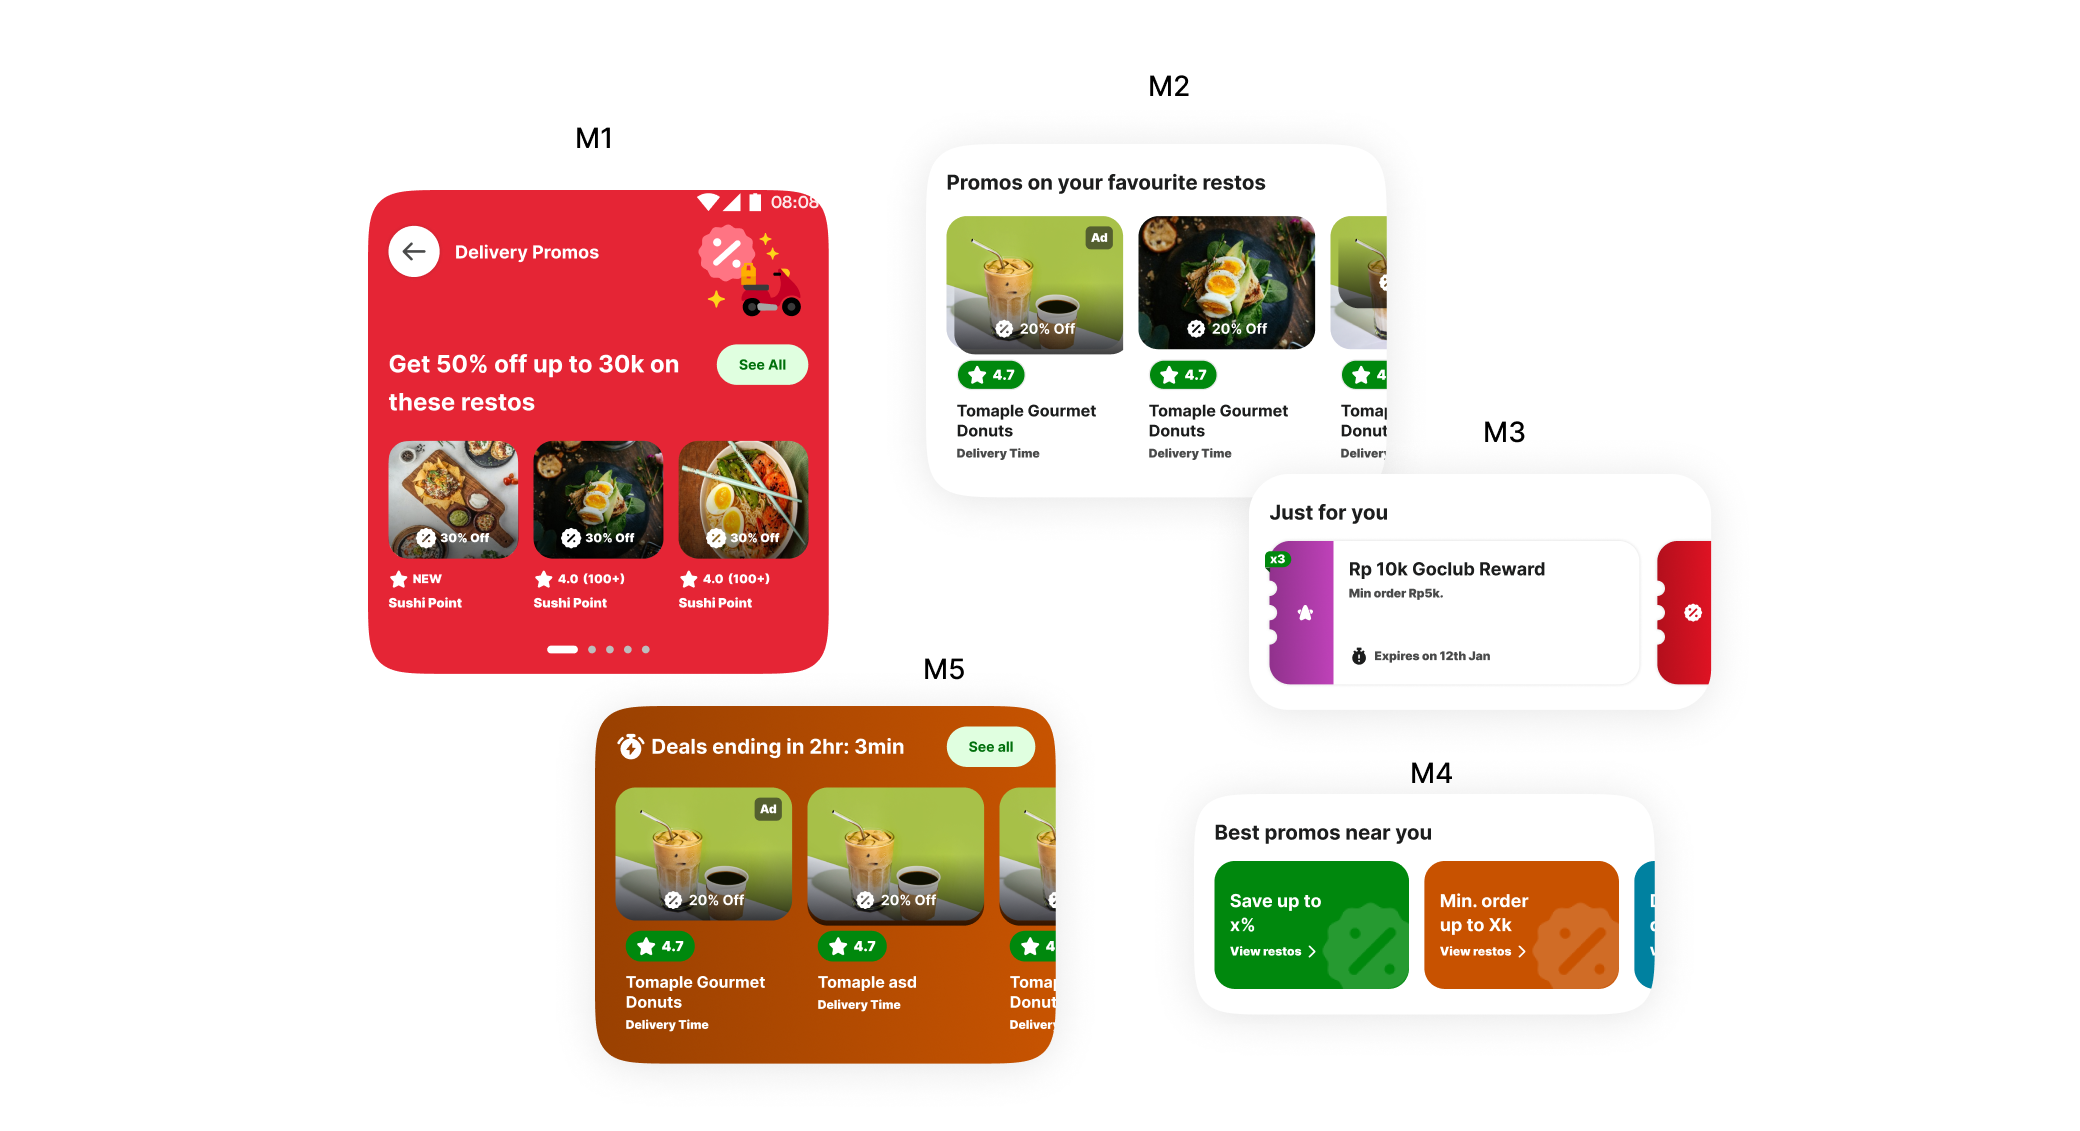 M1
08:08
Delivery Promos
Get 50% off up to 30k on
these restos
See All
30% Off
30% Off
30% Off
NEW
4.0 (100+)
4.0 (100+)
Sushi Point
Sushi Point
Sushi Point
M2
Promos on your favourite restos
Ad
20% Off
20% Off
4.7
4.7
4
Tomaple Gourmet
Donuts
Delivery Time
Tomaple Gourmet
Donuts
Delivery Time
M3
Just for you
x3
Rp 10k Goclub Reward
Min order Rp5k.
Expires on 12th Jan
M4
Best promos near you
Save up to
x%
View restos
Min. order
up to Xk
View restos
M5
Deals ending in 2hr: 3min
See all
Ad
20% Off
20% Off
4.7
4.7
4
Tomaple Gourmet
Donuts
Delivery Time
Tomaple asd
Delivery Time